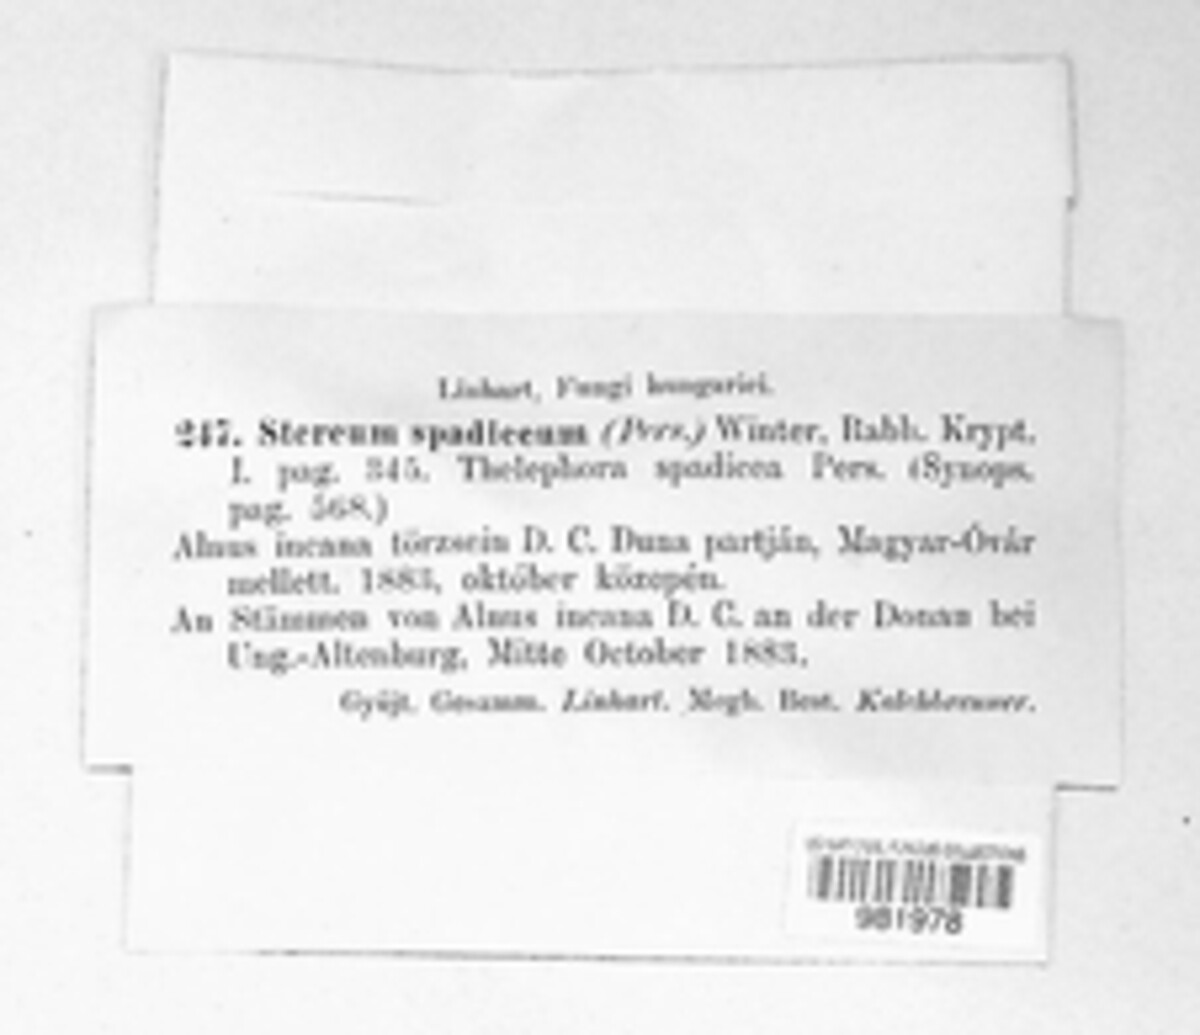 Linhart, Fungi hungarici.
247. Stereum spadiceum (Pers.) Winter, Rabh. Krypt.
I. pag. 345. Thelephora spadicea Pers. (Synops.
pag. 568.)
Alnus incana törzsein D. C. Duna partján, Magyar-Óvár
mellett. 1883, október közepén.
An Stämmen von Alnus incana D. C. an der Donau bei
Ung.-Altenburg, Mitte October 1883.
Gyűjt. Gesamm. Linhart. Megh. Best. Kalchbrenner.
981978